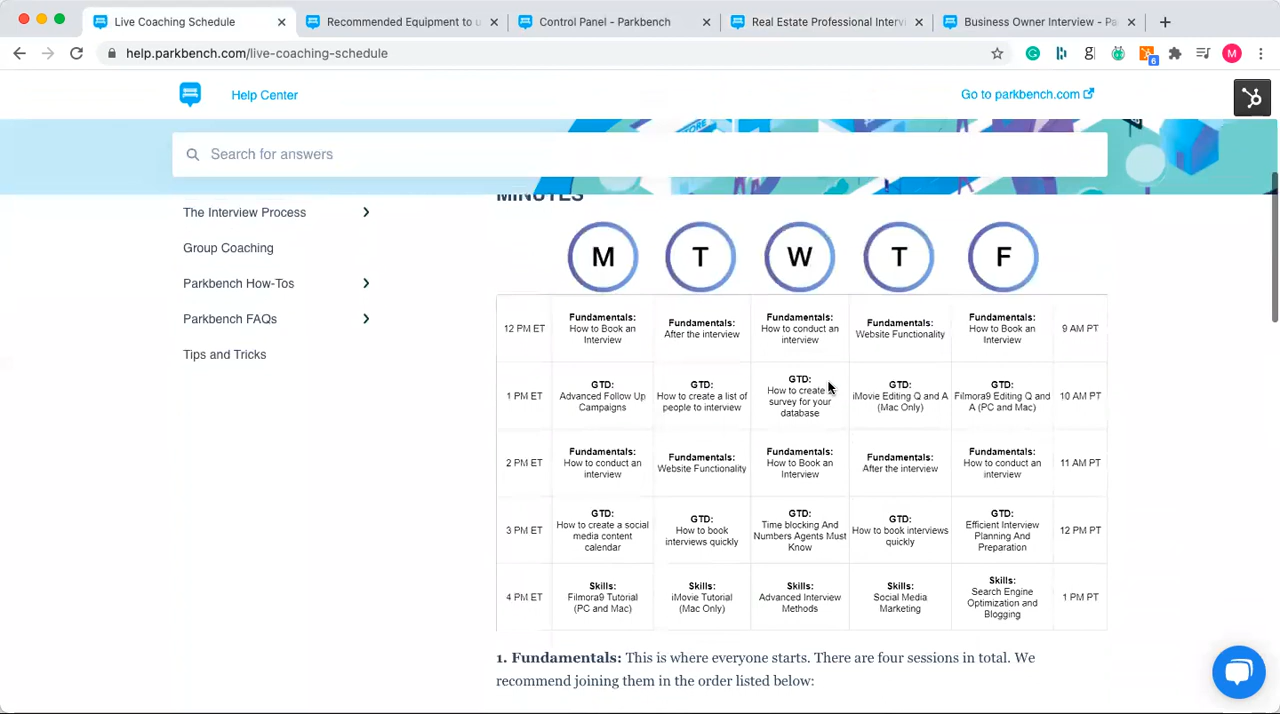 Live Coaching Schedule
Recommended Equipment to u
Control Panel - Parkbench
Real Estate Professional Interv
Business Owner Interview - Pa
help.parkbench.com/live-coaching-schedule
6
M
Help Center
Go to parkbench.com
Search for answers
The Interview Process
Group Coaching
Parkbench How-Tos
Parkbench FAQs
Tips and Tricks
MINUTES
M T W T F
12 PM ET
Fundamentals:
How to Book an
Interview
Fundamentals:
After the interview
Fundamentals:
How to conduct an
interview
Fundamentals:
Website Functionality
Fundamentals:
How to Book an
Interview
9 AM PT
1 PM ET
GTD:
Advanced Follow Up
Campaigns
GTD:
How to create a list of
people to interview
GTD:
How to create
survey for your
database
GTD:
iMovie Editing Q and A
(Mac Only)
GTD:
Filmora9 Editing Q and
A (PC and Mac)
10 AM PT
2 PM ET
Fundamentals:
How to conduct an
interview
Fundamentals:
Website Functionality
Fundamentals:
How to Book an
Interview
Fundamentals:
After the interview
Fundamentals:
How to conduct an
interview
11 AM PT
3 PM ET
GTD:
How to create a social
media content
calendar
GTD:
How to book
interviews quickly
GTD:
Time blocking And
Numbers Agents Must
Know
GTD:
How to book interviews
quickly
GTD:
Efficient Interview
Planning And
Preparation
12 PM PT
4 PM ET
Skills:
Filmora9 Tutorial
(PC and Mac)
Skills:
iMovie Tutorial
(Mac Only)
Skills:
Advanced Interview
Methods
Skills:
Social Media
Marketing
Skills:
Search Engine
Optimization and
Blogging
1 PM PT
1. Fundamentals: This is where everyone starts. There are four sessions in total. We
recommend joining them in the order listed below: